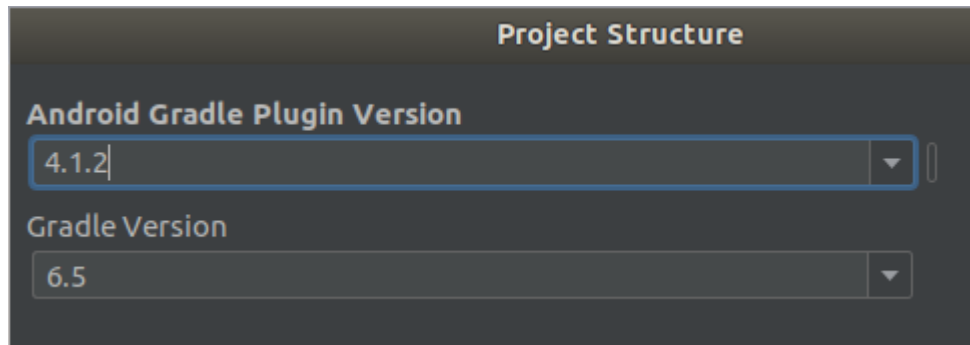 Project Structure
Android Gradle Plugin Version
4.1.2
Gradle Version
6.5